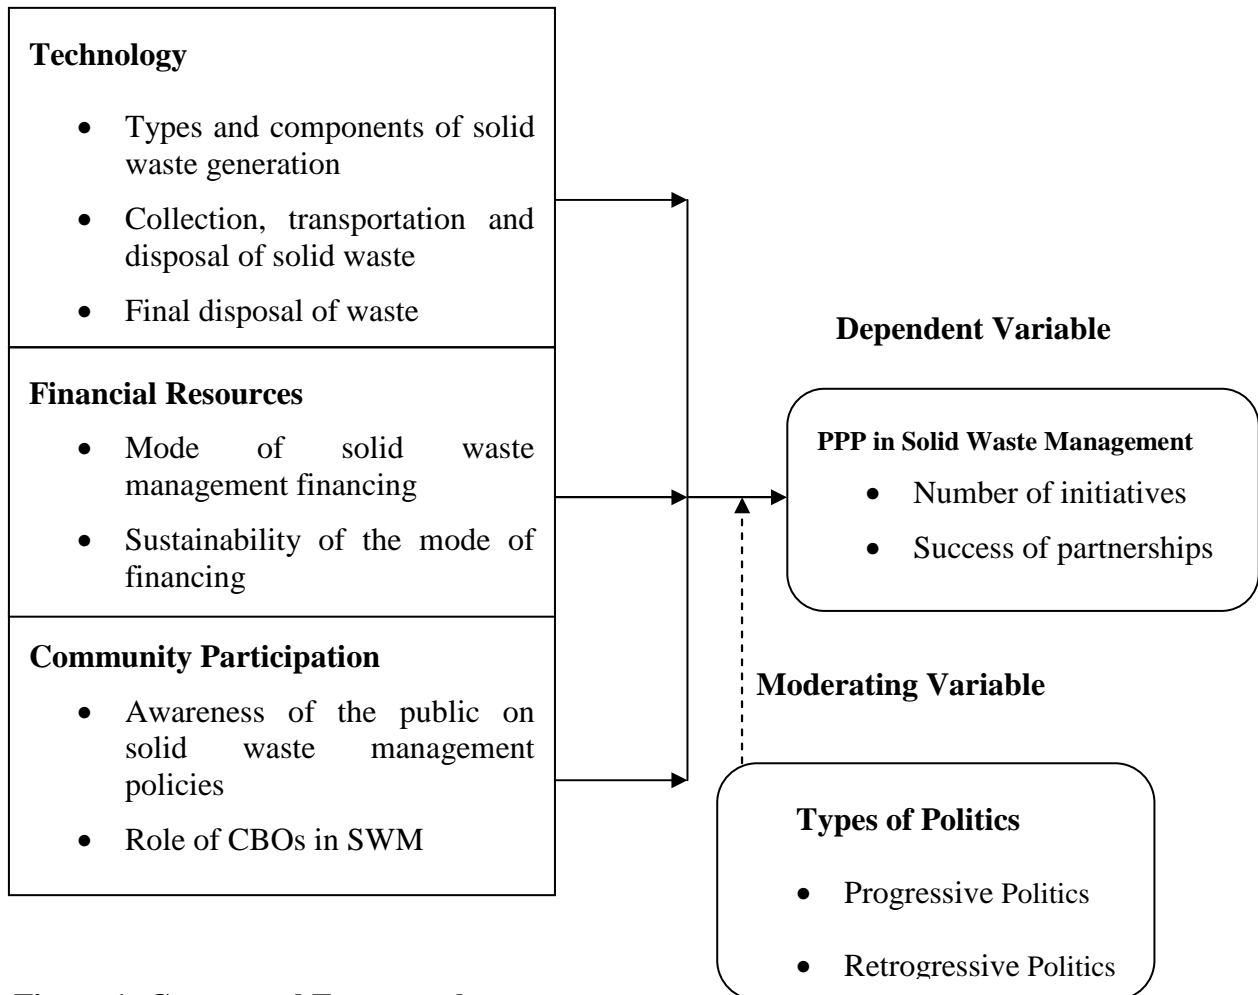 Technology
• Types and components of solid
waste generation
• Collection, transportation and
disposal of solid waste
• Final disposal of waste
Financial Resources
• Mode of solid waste
management financing
• Sustainability of the mode of
financing
Community Participation
• Awareness of the public on
solid waste management
policies
• Role of CBOs in SWM
Dependent Variable
PPP in Solid Waste Management
• Number of initiatives
• Success of partnerships
Moderating Variable
Types of Politics
• Progressive Politics
• Retrogressive Politics